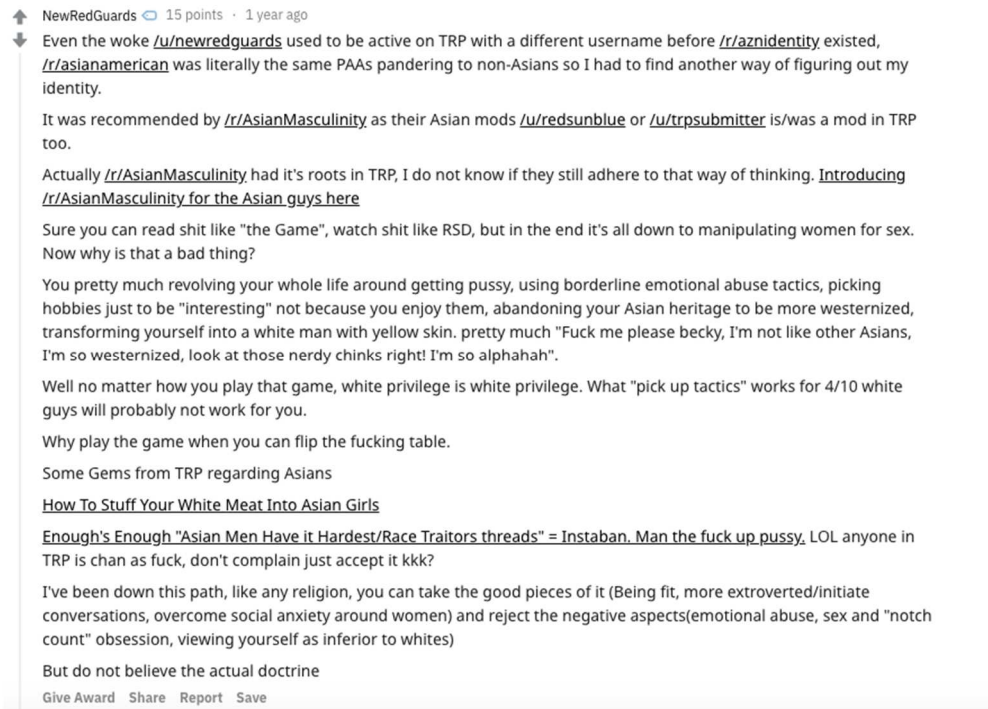 NewRedGuards 15 points · 1 year ago
Even the woke /u/newredguards used to be active on TRP with a different username before /r/aznidentity existed,
/r/asianamerican was literally the same PAAs pandering to non-Asians so I had to find another way of figuring out my
identity.
It was recommended by /r/AsianMasculinity as their Asian mods /u/redsunblue or /u/trpsubmitter is/was a mod in TRP
too.
Actually /r/AsianMasculinity had it's roots in TRP, I do not know if they still adhere to that way of thinking. Introducing
/r/AsianMasculinity for the Asian guys here
Sure you can read shit like "the Game", watch shit like RSD, but in the end it's all down to manipulating women for sex.
Now why is that a bad thing?
You pretty much revolving your whole life around getting pussy, using borderline emotional abuse tactics, picking
hobbies just to be "interesting" not because you enjoy them, abandoning your Asian heritage to be more westernized,
transforming yourself into a white man with yellow skin. pretty much "Fuck me please becky, I'm not like other Asians,
I'm so westernized, look at those nerdy chinks right! I'm so alphahah".
Well no matter how you play that game, white privilege is white privilege. What "pick up tactics" works for 4/10 white
guys will probably not work for you.
Why play the game when you can flip the fucking table.
Some Gems from TRP regarding Asians
How To Stuff Your White Meat Into Asian Girls
Enough's Enough "Asian Men Have it Hardest/Race Traitors threads" = Instaban. Man the fuck up pussy. LOL anyone in
TRP is chan as fuck, don't complain just accept it kkk?
I've been down this path, like any religion, you can take the good pieces of it (Being fit, more extroverted/initiate
conversations, overcome social anxiety around women) and reject the negative aspects(emotional abuse, sex and "notch
count" obsession, viewing yourself as inferior to whites)
But do not believe the actual doctrine
Give Award Share Report Save